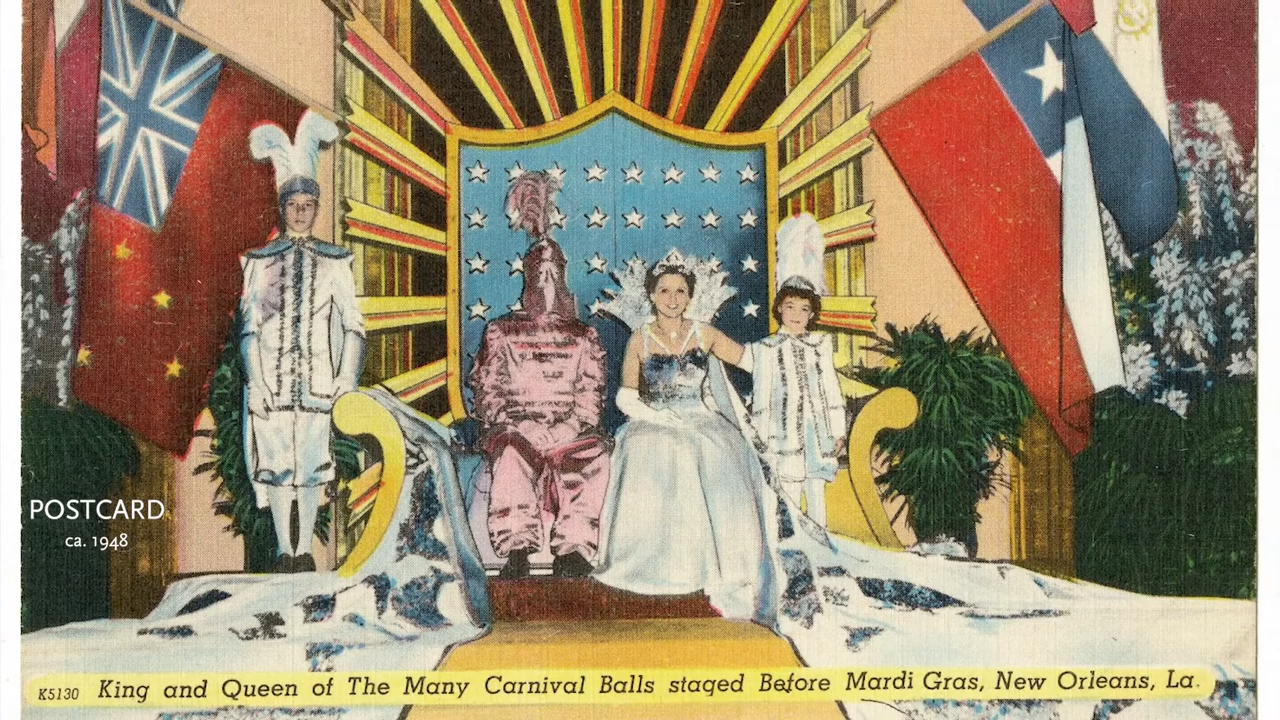 POSTCARD
ca. 1948
K5130 King and Queen of The Many Carnival Balls staged Before Mardi Gras, New Orleans, La.